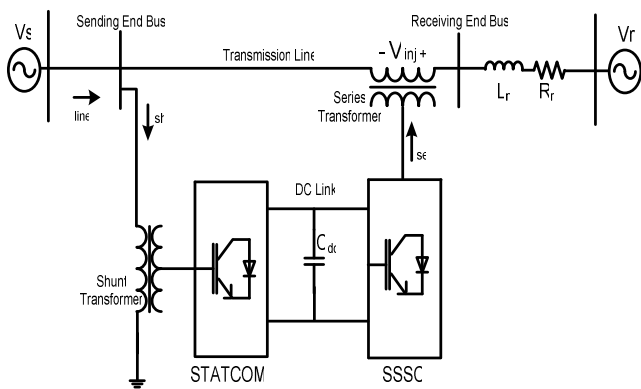 Vs
Sending End Bus
Receiving End Bus
Vr
Transmission Line
- Vinj +
Lr
Rr
line
sh
Series
Transformer
se
DC Link
Cdc
Shunt
Transformer
STATCOM
SSSC